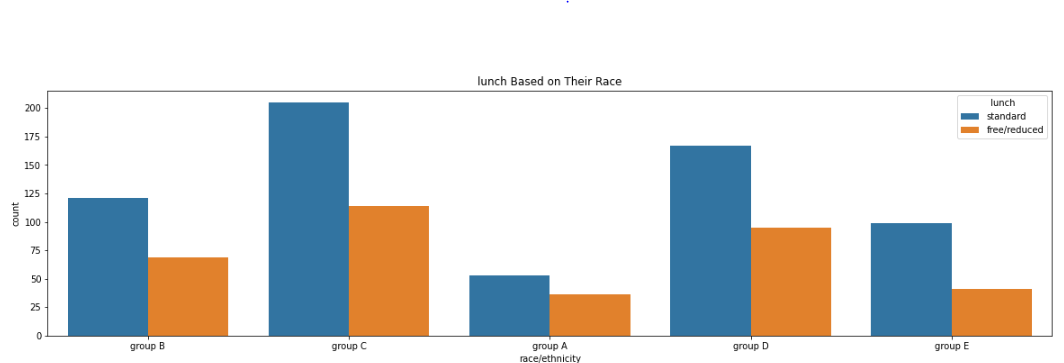 lunch Based on Their Race
lunch
standard
free/reduced
count
200
175
150
125
100
75
50
25
0
group B
group C
group A
group D
group E
race/ethnicity